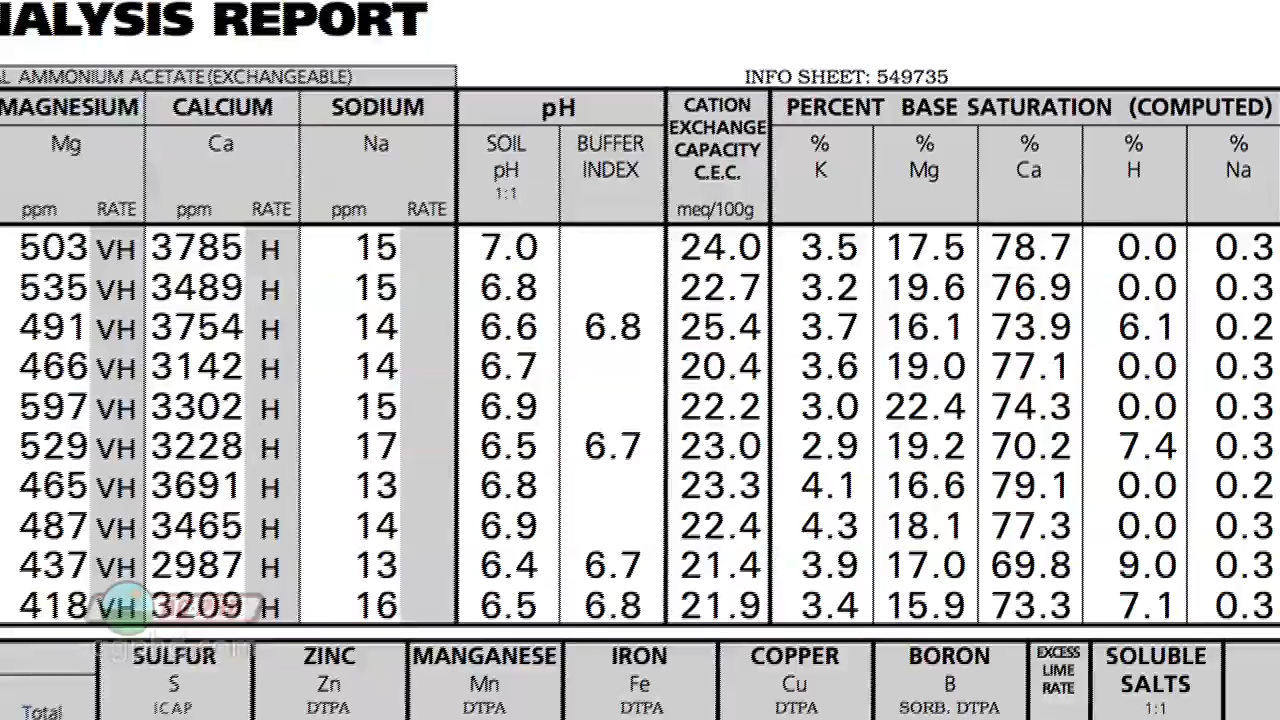 NALYSIS REPORT
L AMMONIUM ACETATE (EXCHANGEABLE) INFO SHEET: 549735
MAGNESIUM CALCIUM SODIUM pH CATION EXCHANGE CAPACITY C.E.C. PERCENT BASE SATURATION (COMPUTED)
Mg Ca Na SOIL pH 1:1 BUFFER INDEX % K % Mg % Ca % H % Na
ppm RATE ppm RATE ppm RATE meq/100g
503 VH 3785 H 15 7.0 24.0 3.5 17.5 78.7 0.0 0.3
535 VH 3489 H 15 6.8 22.7 3.2 19.6 76.9 0.0 0.3
491 VH 3754 H 14 6.6 6.8 25.4 3.7 16.1 73.9 6.1 0.2
466 VH 3142 H 14 6.7 20.4 3.6 19.0 77.1 0.0 0.3
597 VH 3302 H 15 6.9 22.2 3.0 22.4 74.3 0.0 0.3
529 VH 3228 H 17 6.5 6.7 23.0 2.9 19.2 70.2 7.4 0.3
465 VH 3691 H 13 6.8 23.3 4.1 16.6 79.1 0.0 0.2
487 VH 3465 H 14 6.9 22.4 4.3 18.1 77.3 0.0 0.3
437 VH 2987 H 13 6.4 6.7 21.4 3.9 17.0 69.8 9.0 0.3
418 VH 3209 H 16 6.5 6.8 21.9 3.4 15.9 73.3 7.1 0.3
SULFUR ZINC MANGANESE IRON COPPER BORON EXCESS LIME RATE SOLUBLE SALTS
S Zn Mn Fe Cu B
Total ICAP DTPA DTPA DTPA DTPA SORB. DTPA 1:1